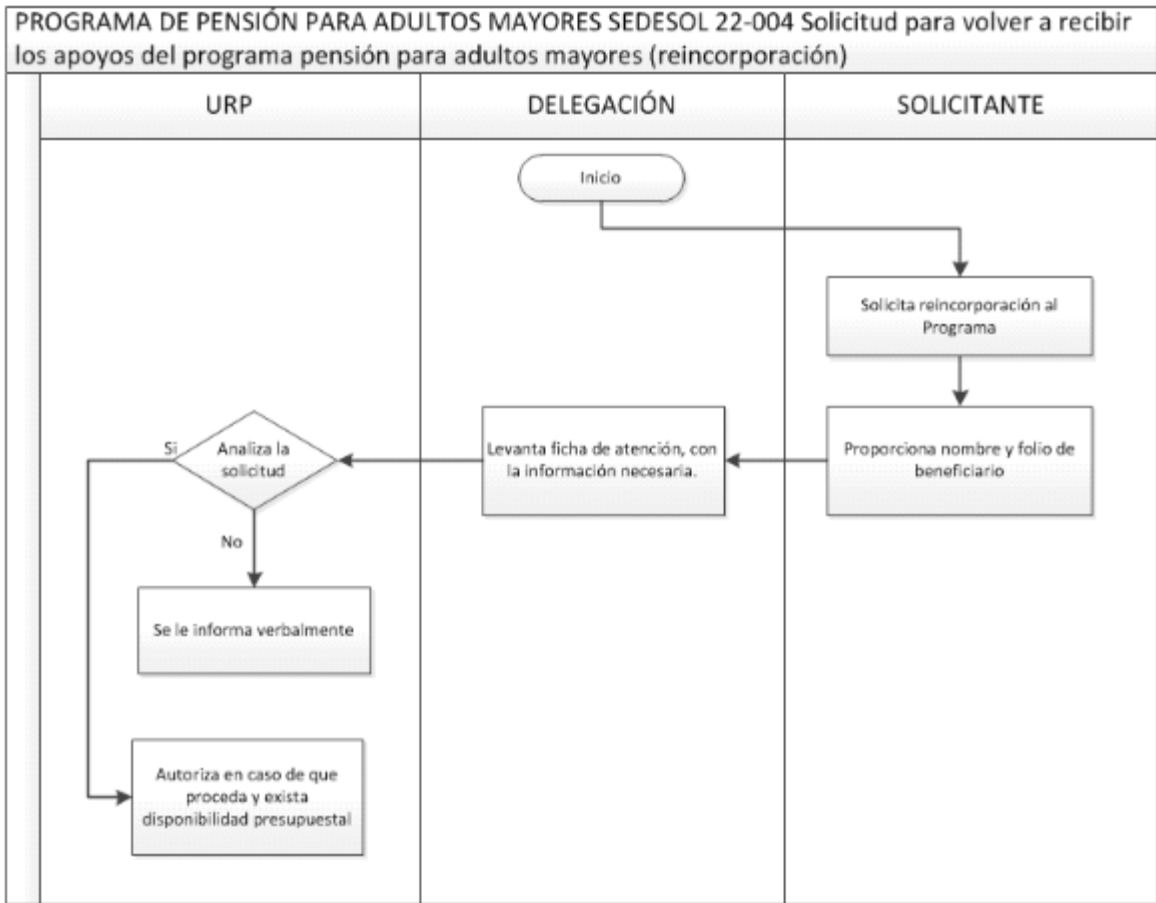 PROGRAMA DE PENSIÓN PARA ADULTOS MAYORES SEDESOL 22-004 Solicitud para volver a recibir
los apoyos del programa pensión para adultos mayores (reincorporación)
URP
DELEGACIÓN
SOLICITANTE
Inicio
Solicita reincorporación al
Programa
Proporciona nombre y folio de
beneficiario
Levanta ficha de atención, con
la información necesaria.
Analiza la
solicitud
Si
No
Se le informa verbalmente
Autoriza en caso de que
proceda y exista
disponibilidad presupuestal